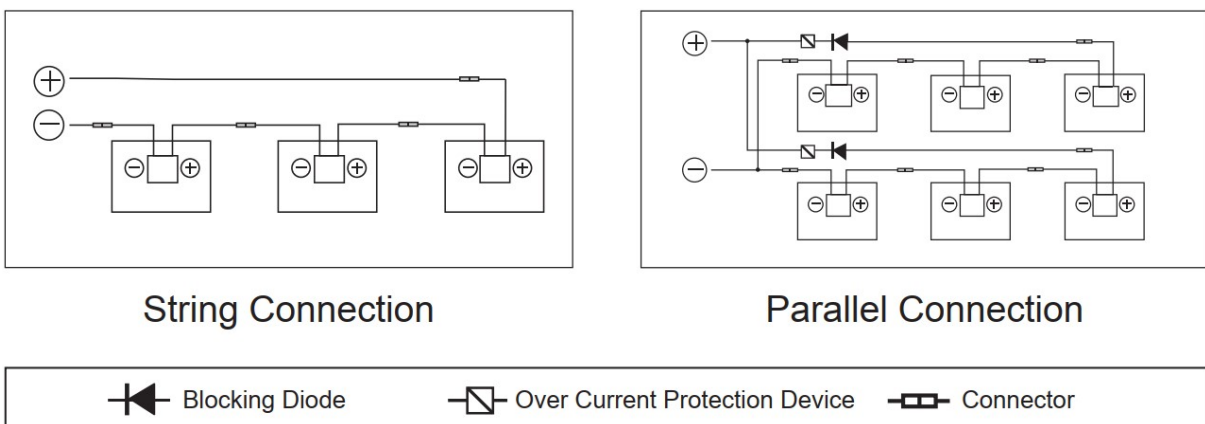 +
−
− + − + − +
String Connection
+
− + − + − +
−
− + − + − +
Parallel Connection
Blocking Diode Over Current Protection Device Connector